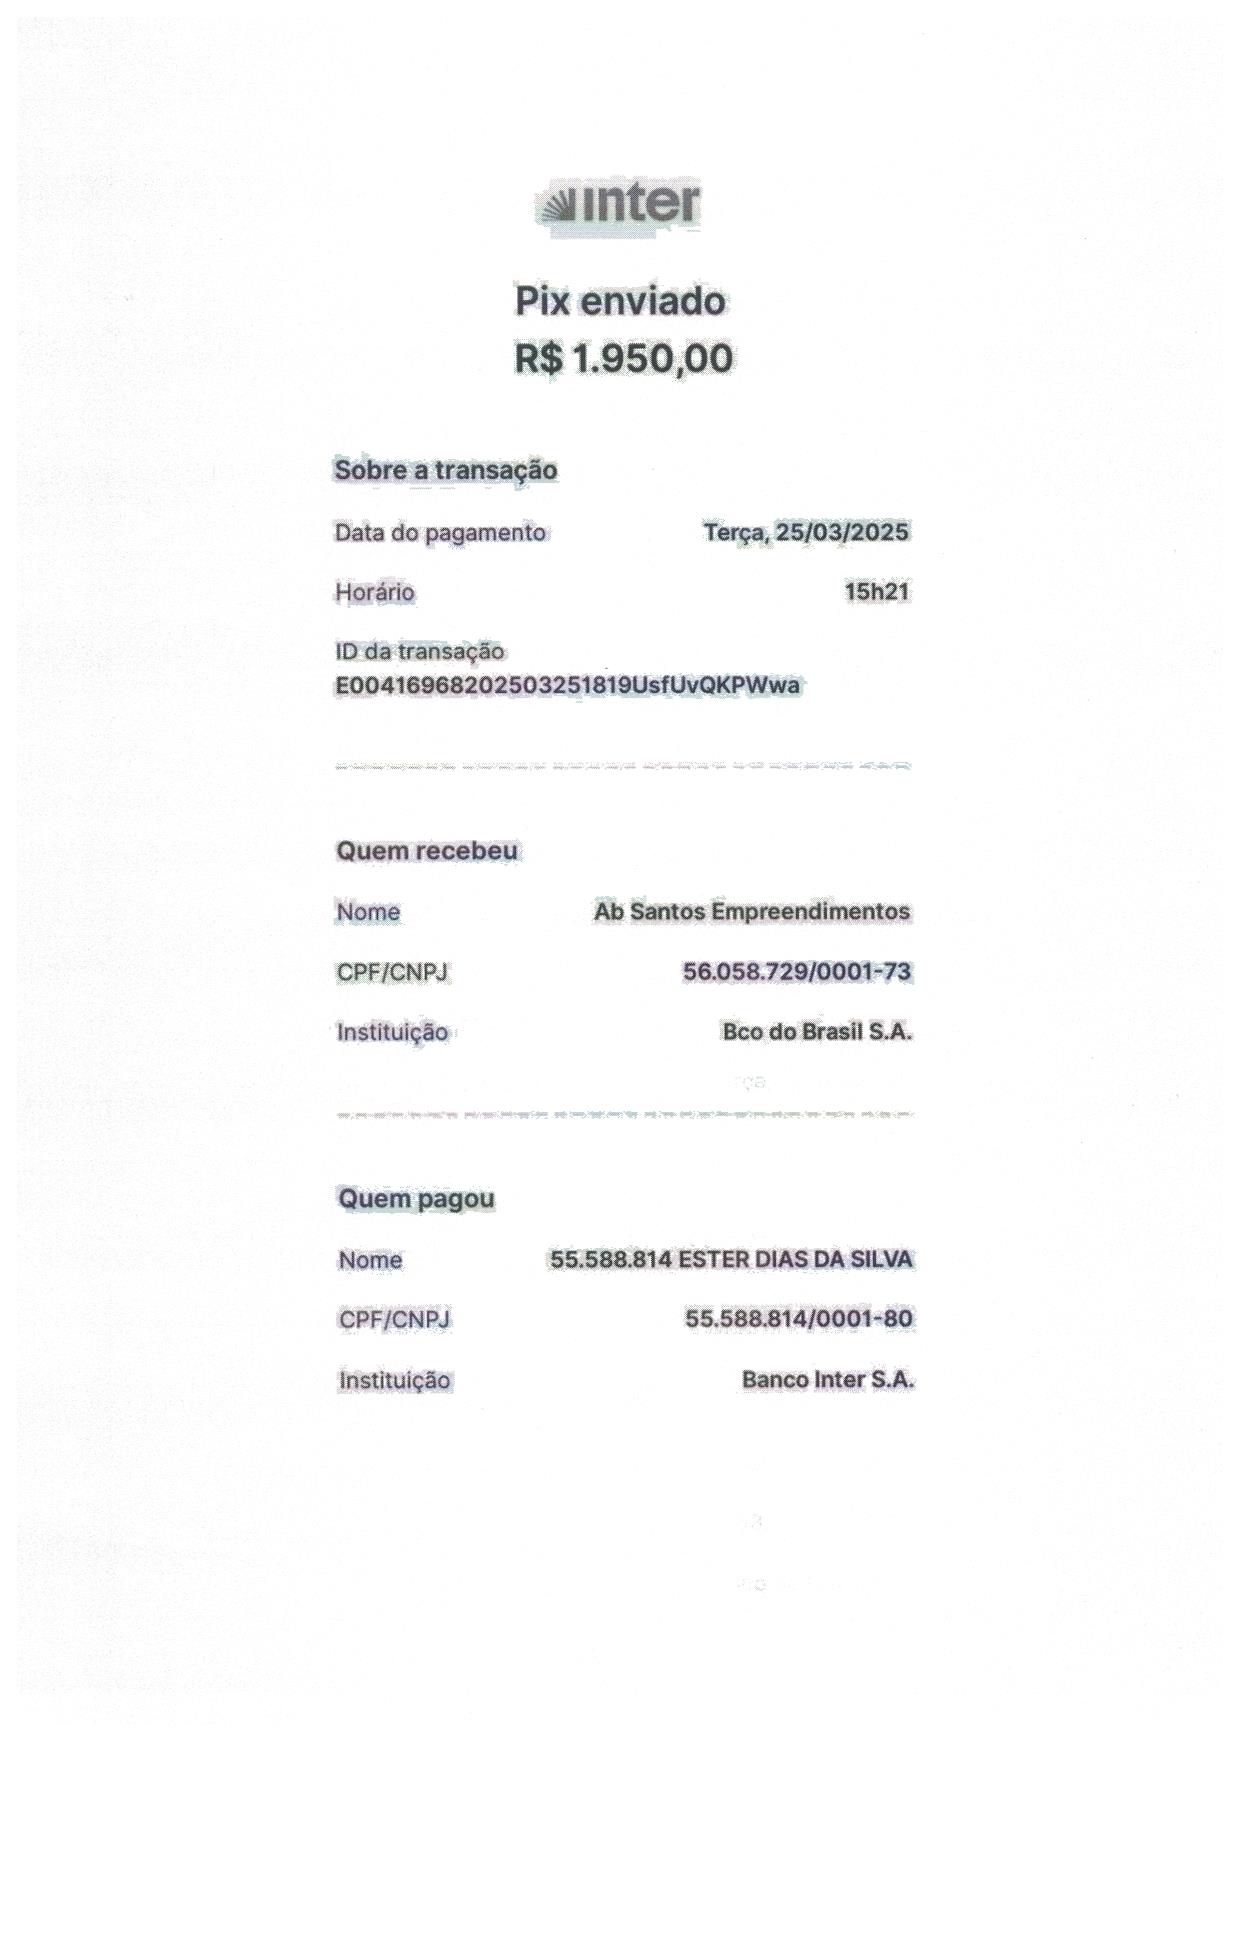 inter
Pix enviado
R$ 1.950,00
Sobre a transação
Data do pagamento Terça, 25/03/2025
Horário 15h21
ID da transação
E00416968202503251819UsfUvQKPWwa
Quem recebeu
Nome Ab Santos Empreendimentos
CPF/CNPJ 56.058.729/0001-73
Instituição Bco do Brasil S.A.
Quem pagou
Nome 55.588.814 ESTER DIAS DA SILVA
CPF/CNPJ 55.588.814/0001-80
Instituição Banco Inter S.A.